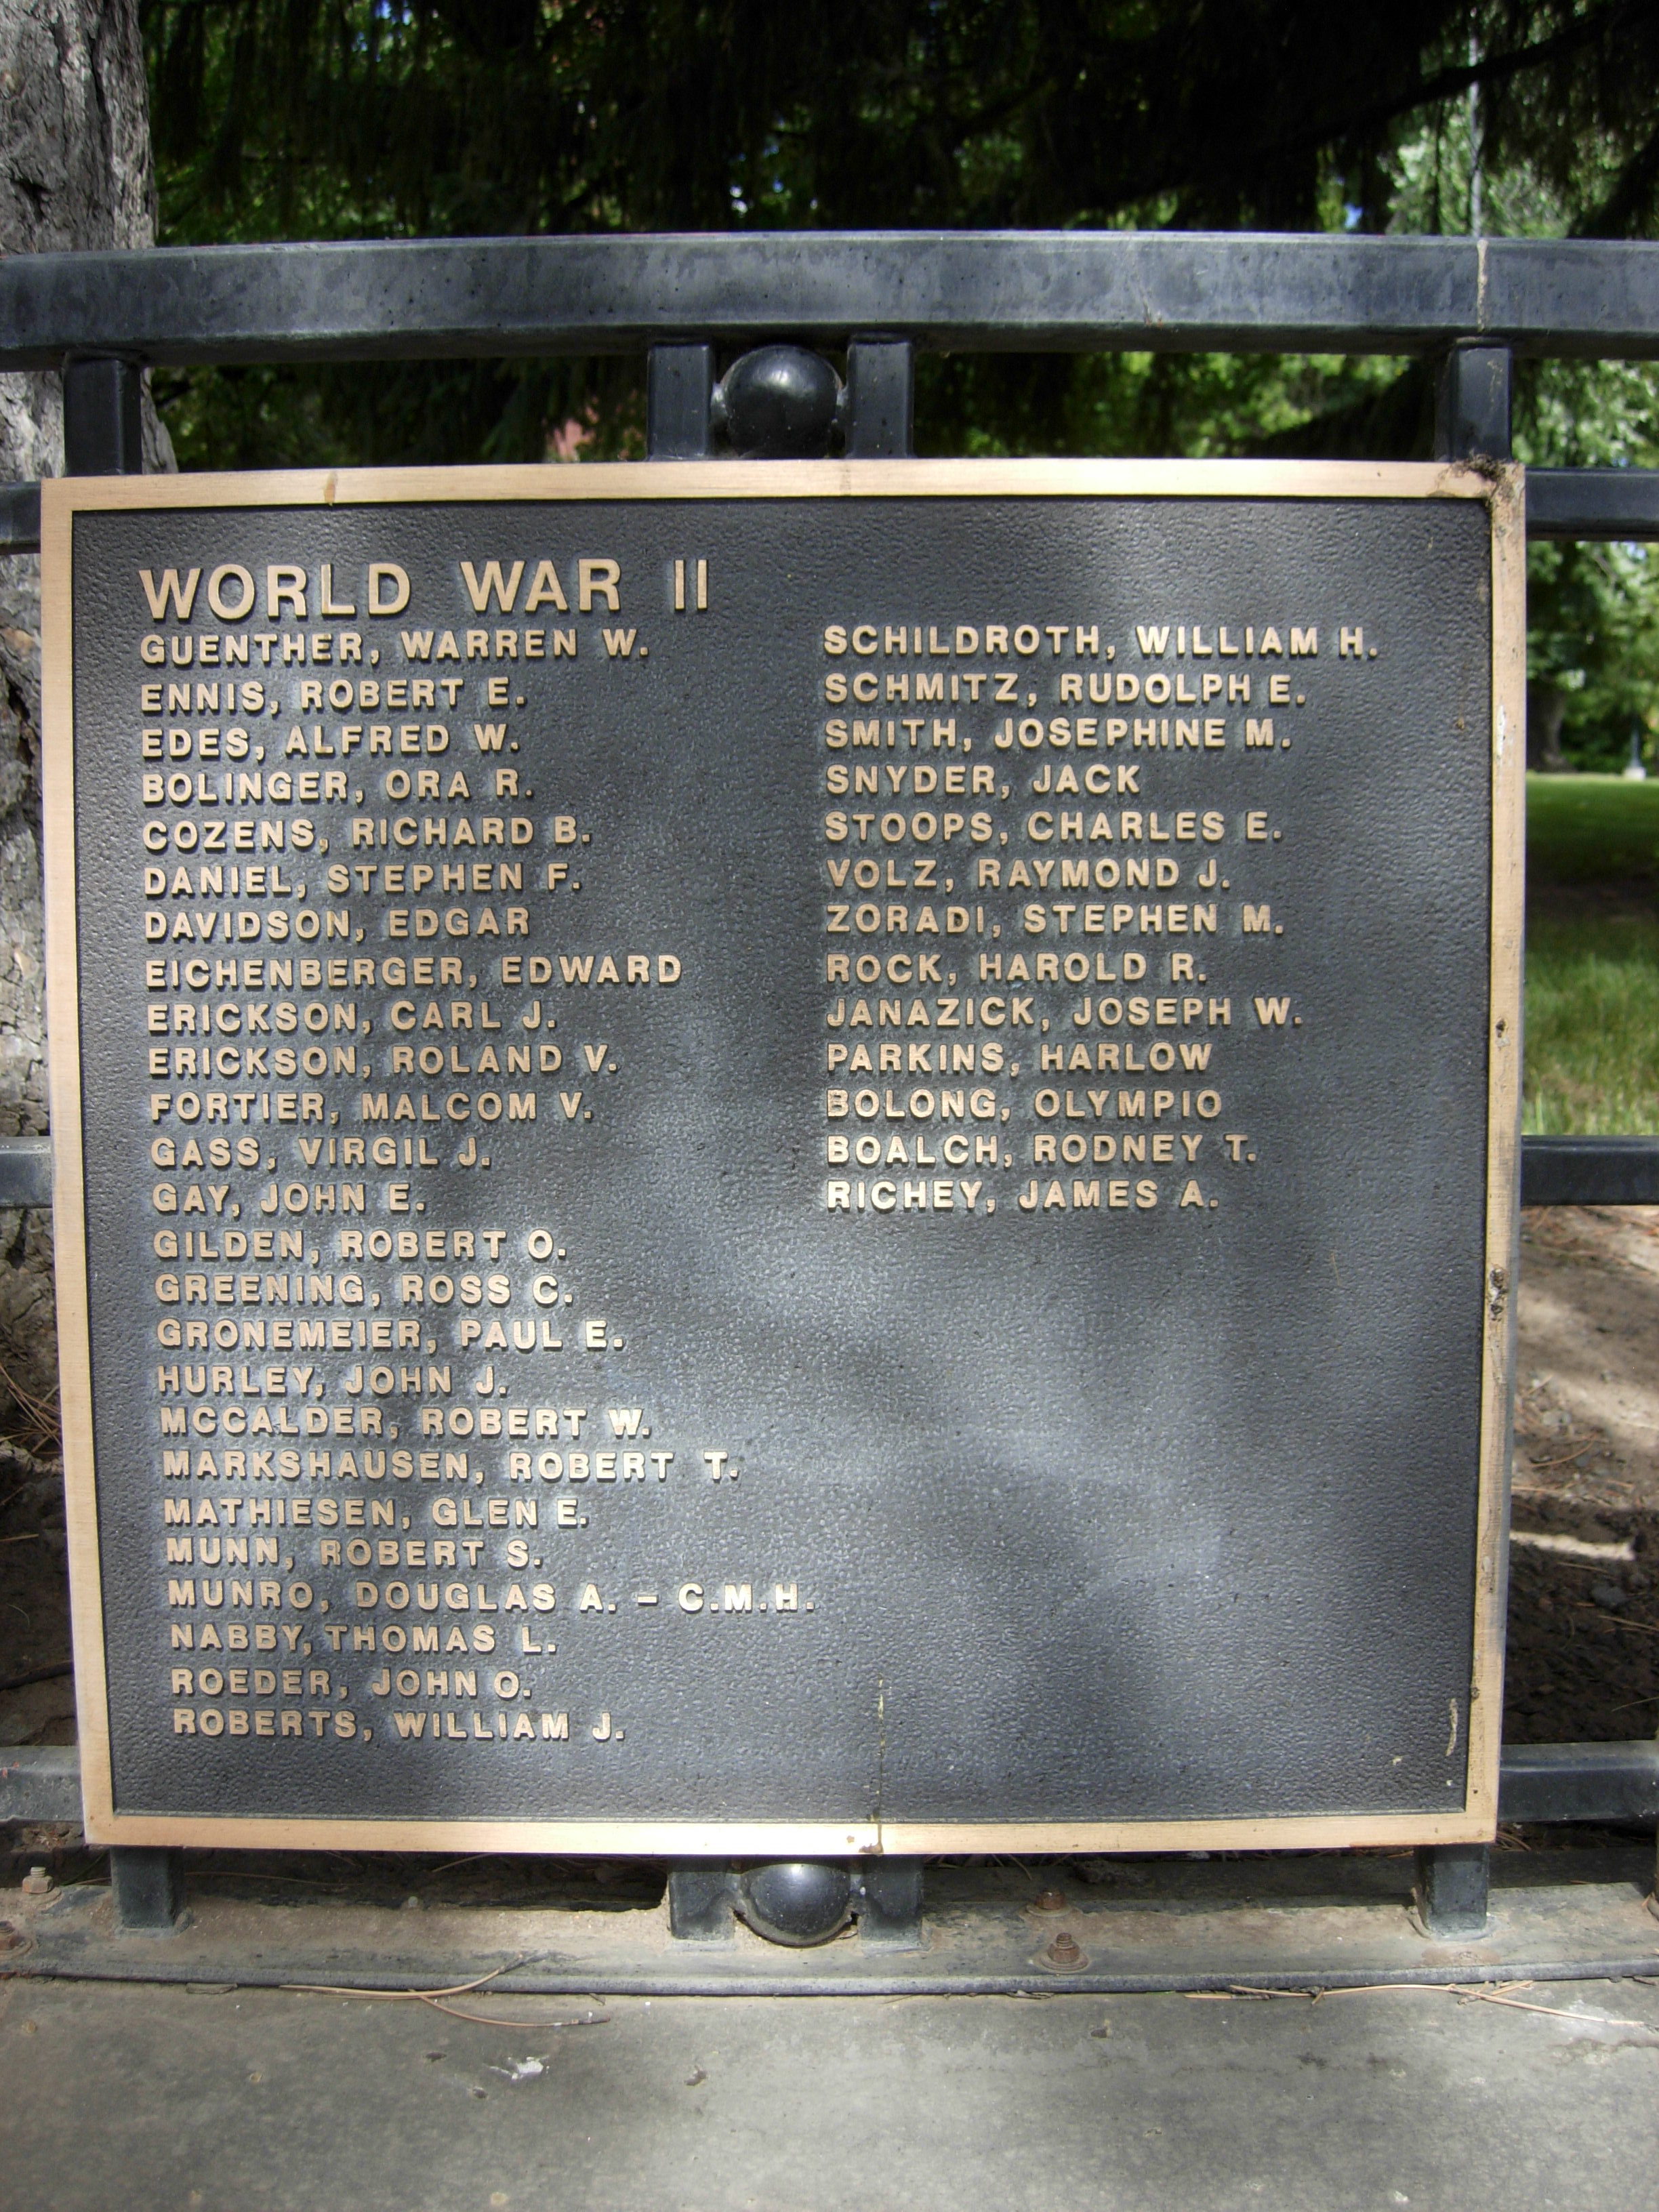 WORLD WAR II
GUENTHER, WARREN W.
ENNIS, ROBERT E.
EDES, ALFRED W.
BOLINGER, ORA R.
COZENS, RICHARD B.
DANIEL, STEPHEN F.
DAVIDSON, EDGAR
EICHENBERGER, EDWARD
ERICKSON, CARL J.
ERICKSON, ROLAND V.
FORTIER, MALCOM V.
GASS, VIRGIL J.
GAY, JOHN E.
GILDEN, ROBERT O.
GREENING, ROSS C.
GRONEMEIER, PAUL E.
HURLEY, JOHN J.
MCCALDER, ROBERT W.
MARKSHAUSEN, ROBERT T.
MATHIESEN, GLEN E.
MUNN, ROBERT S.
MUNRO, DOUGLAS A. – C.M.H.
NABBY, THOMAS L.
ROEDER, JOHN O.
ROBERTS, WILLIAM J.
SCHILDROTH, WILLIAM H.
SCHMITZ, RUDOLPH E.
SMITH, JOSEPHINE M.
SNYDER, JACK
STOOPS, CHARLES E.
VOLZ, RAYMOND J.
ZORADI, STEPHEN M.
ROCK, HAROLD R.
JANAZICK, JOSEPH W.
PARKINS, HARLOW
BOLONG, OLYMPIO
BOALCH, RODNEY T.
RICHEY, JAMES A.